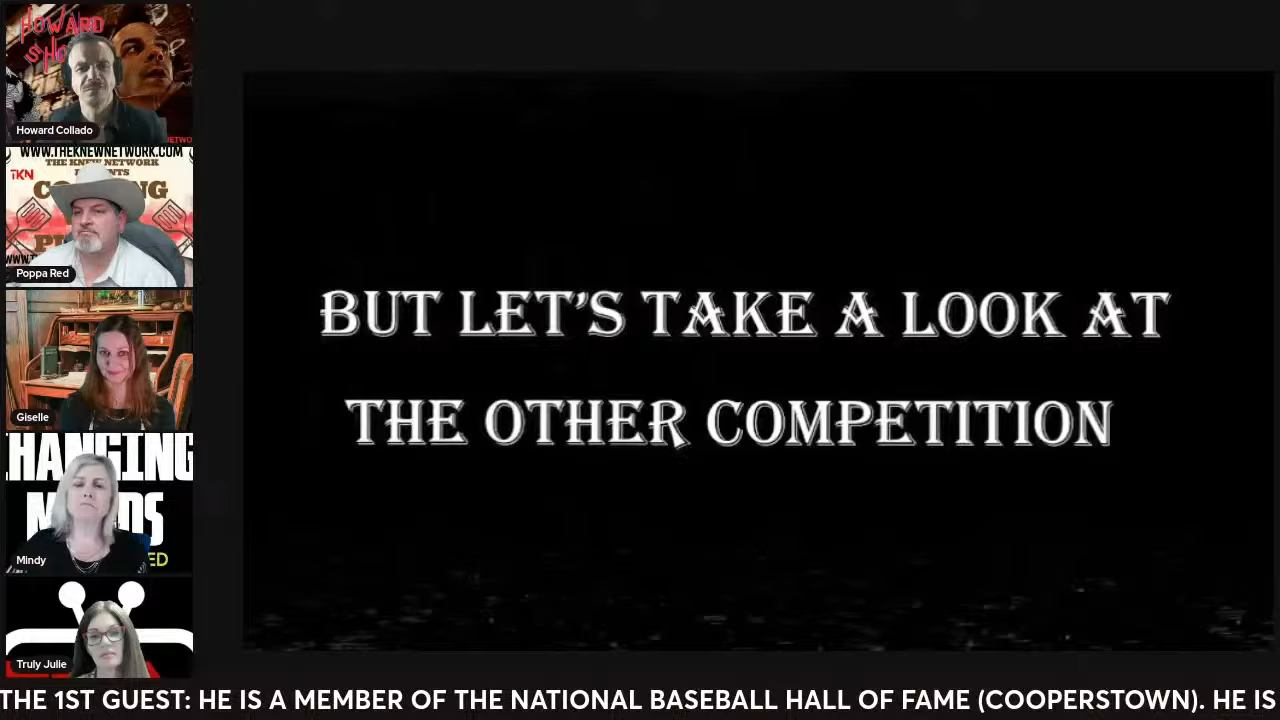 HOWARD
Howard Collado
WWW.THEKNEWNETWORK.COM
THE KNEW NETWORK
TKN
Poppa Red
Giselle
HANGING
ED
Mindy
Truly Julie
BUT LET'S TAKE A LOOK AT
THE OTHER COMPETITION
THE 1ST GUEST: HE IS A MEMBER OF THE NATIONAL BASEBALL HALL OF FAME (COOPERSTOWN). HE IS